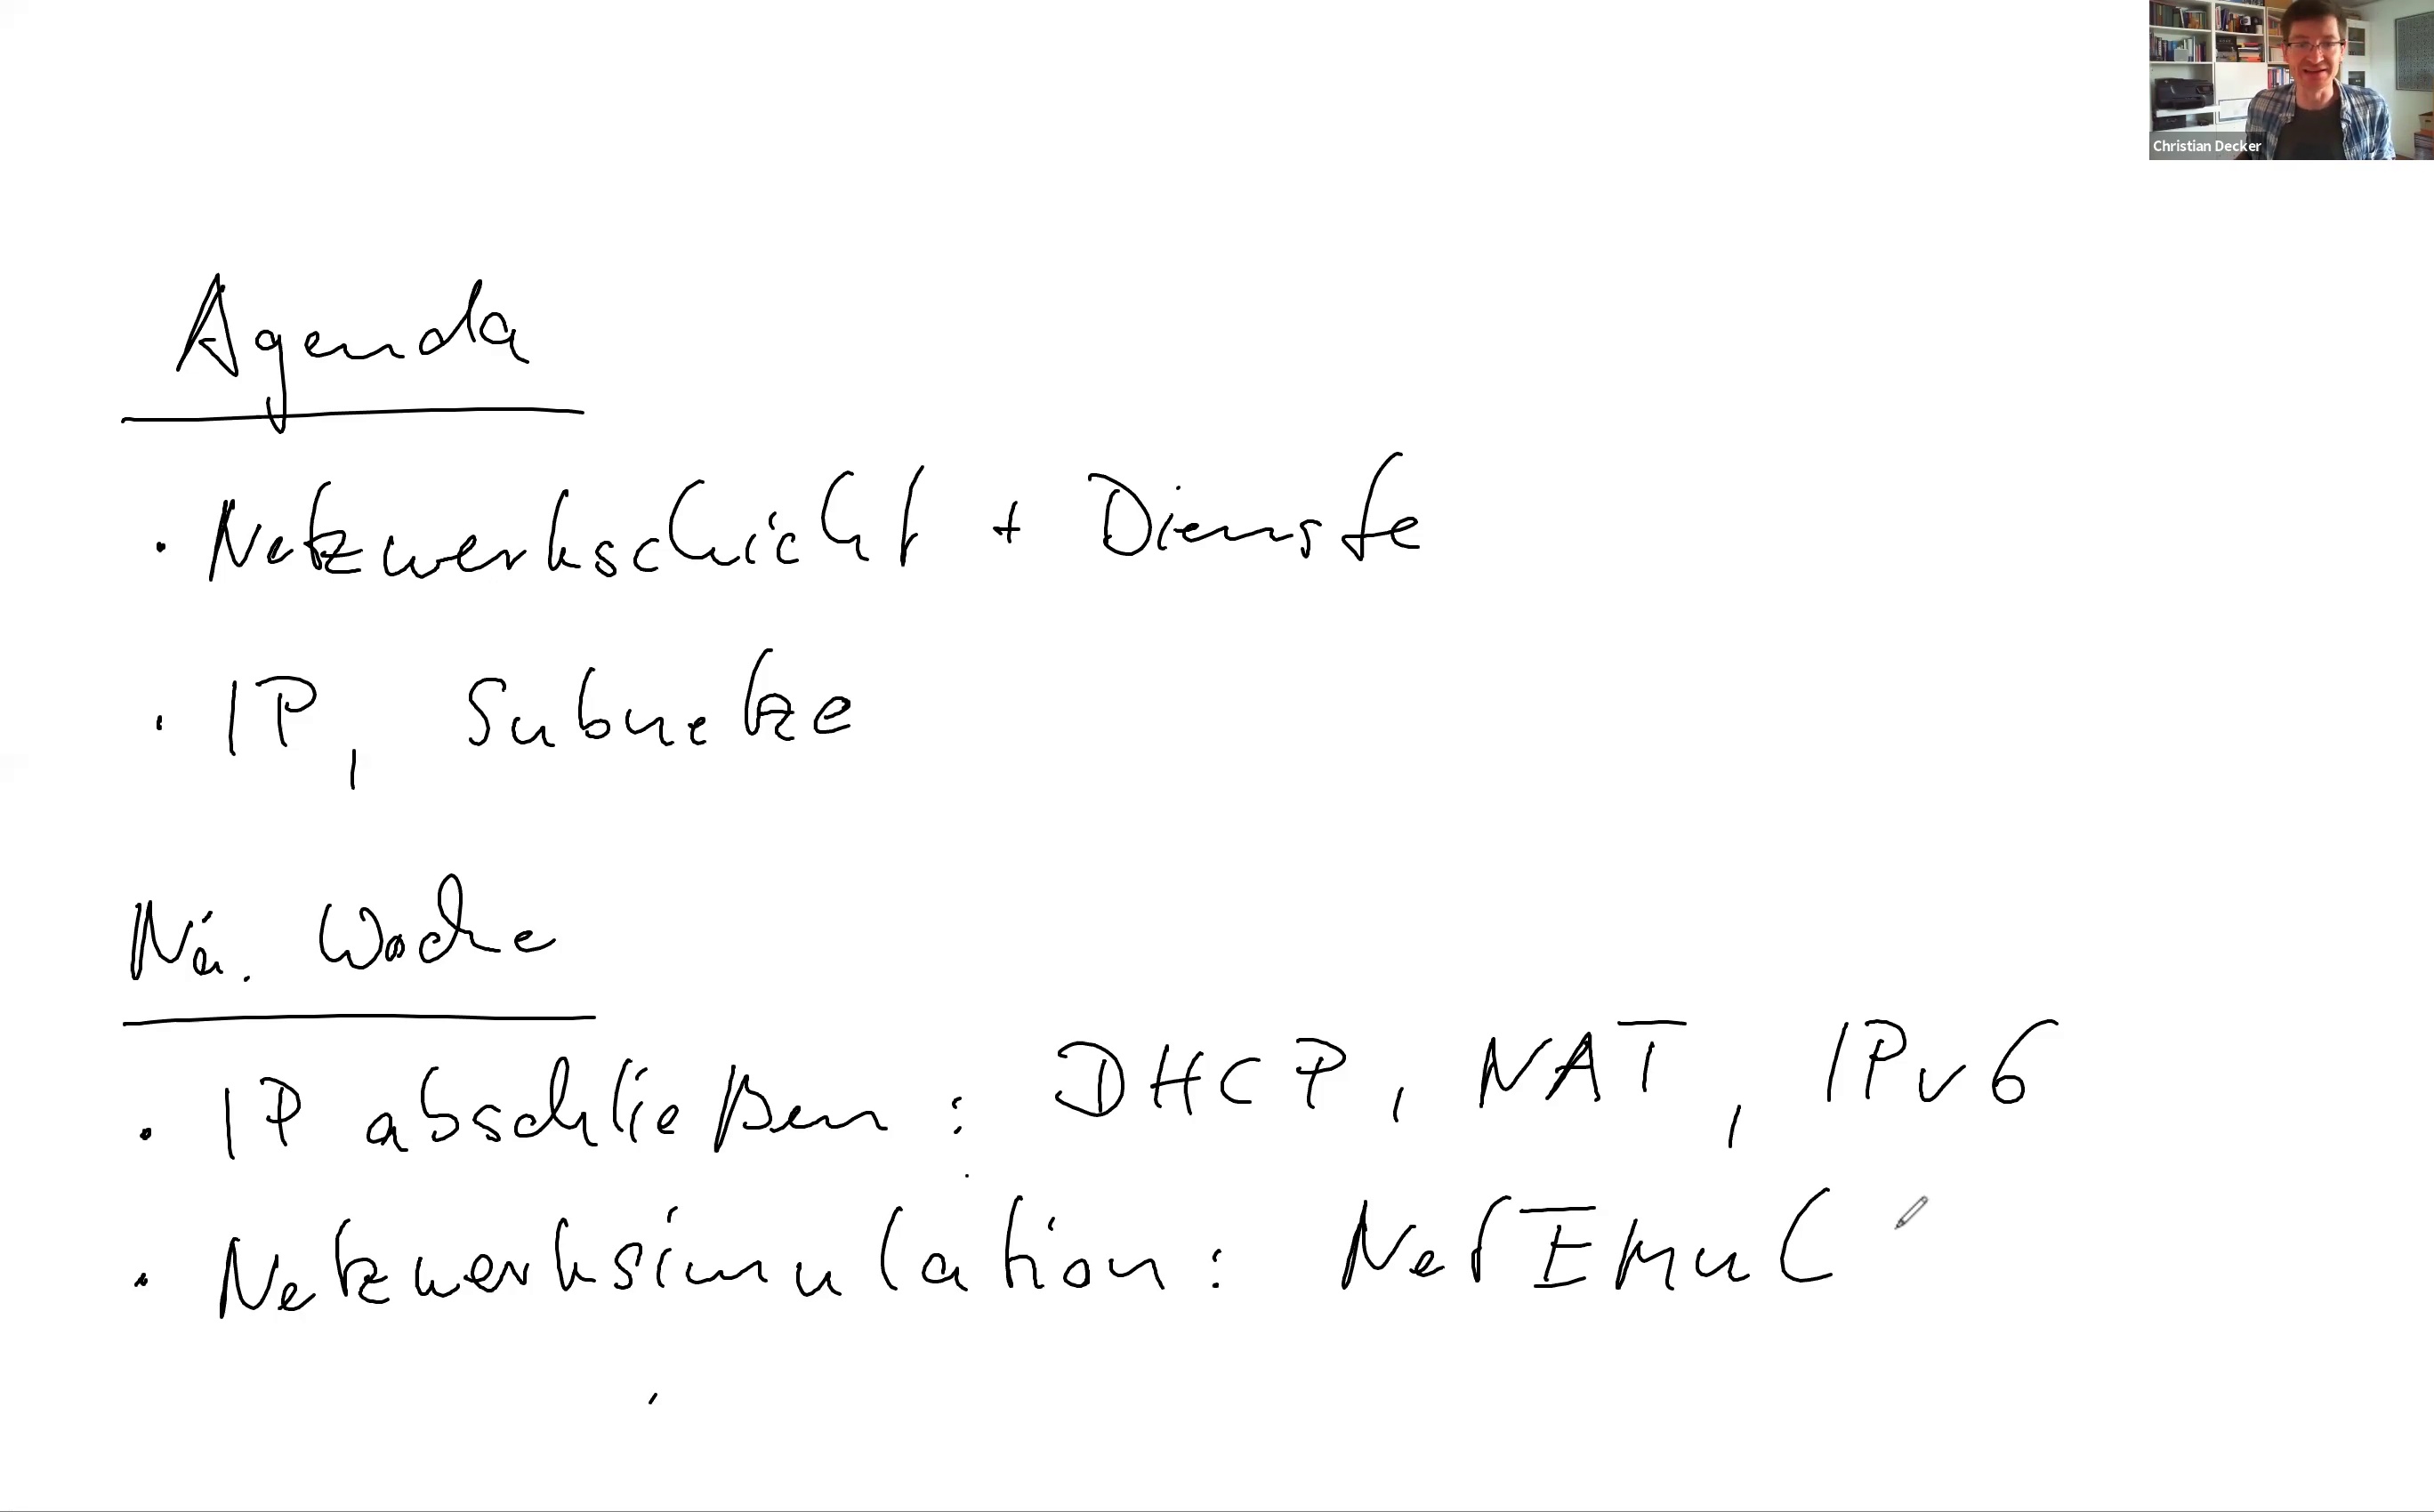 Christian Decker
Agenda
· Netzwerkschicht + Dienste
· IP, Subnetze
Nä. Woche
· IP abschließen : DHCP, NAT, IPv6
· Netzwerksimulation : NetEmul